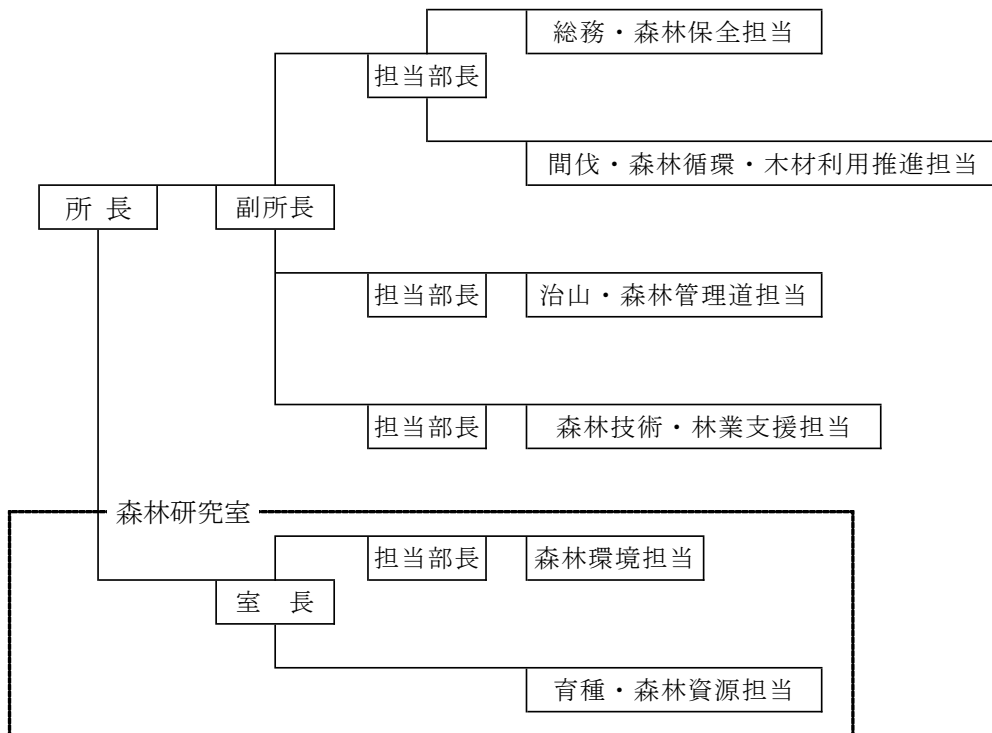 総務・森林保全担当
担当部長
間伐・森林循環・木材利用推進担当
所 長
副所長
担当部長
治山・森林管理道担当
担当部長
森林技術・林業支援担当
森林研究室
担当部長
森林環境担当
室 長
育種・森林資源担当